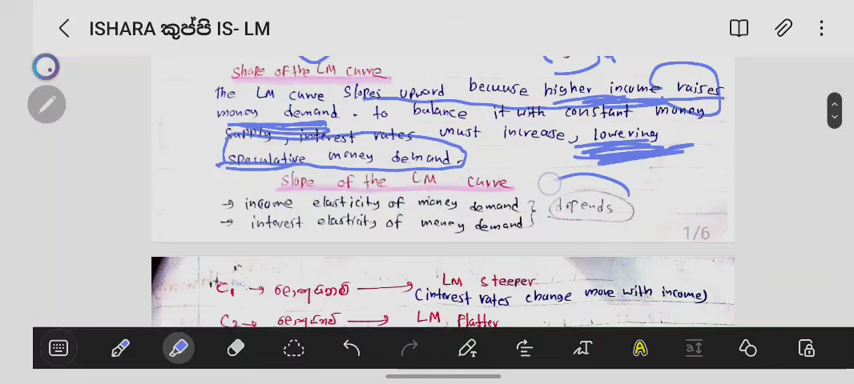 ISHARA කුප්පි IS- LM
Shape of the LM curve
The LM curve slopes upward because higher income raises
money demand. to balance it with constant money
supply, interest rates must increase, lowering
speculative money demand.
Slope of the LM curve
→ income elasticity of money demand } depends
→ interest elasticity of money demand }
1/6
C1 → → LM steeper
(interest rates change move with income)
C2 → → LM flatter